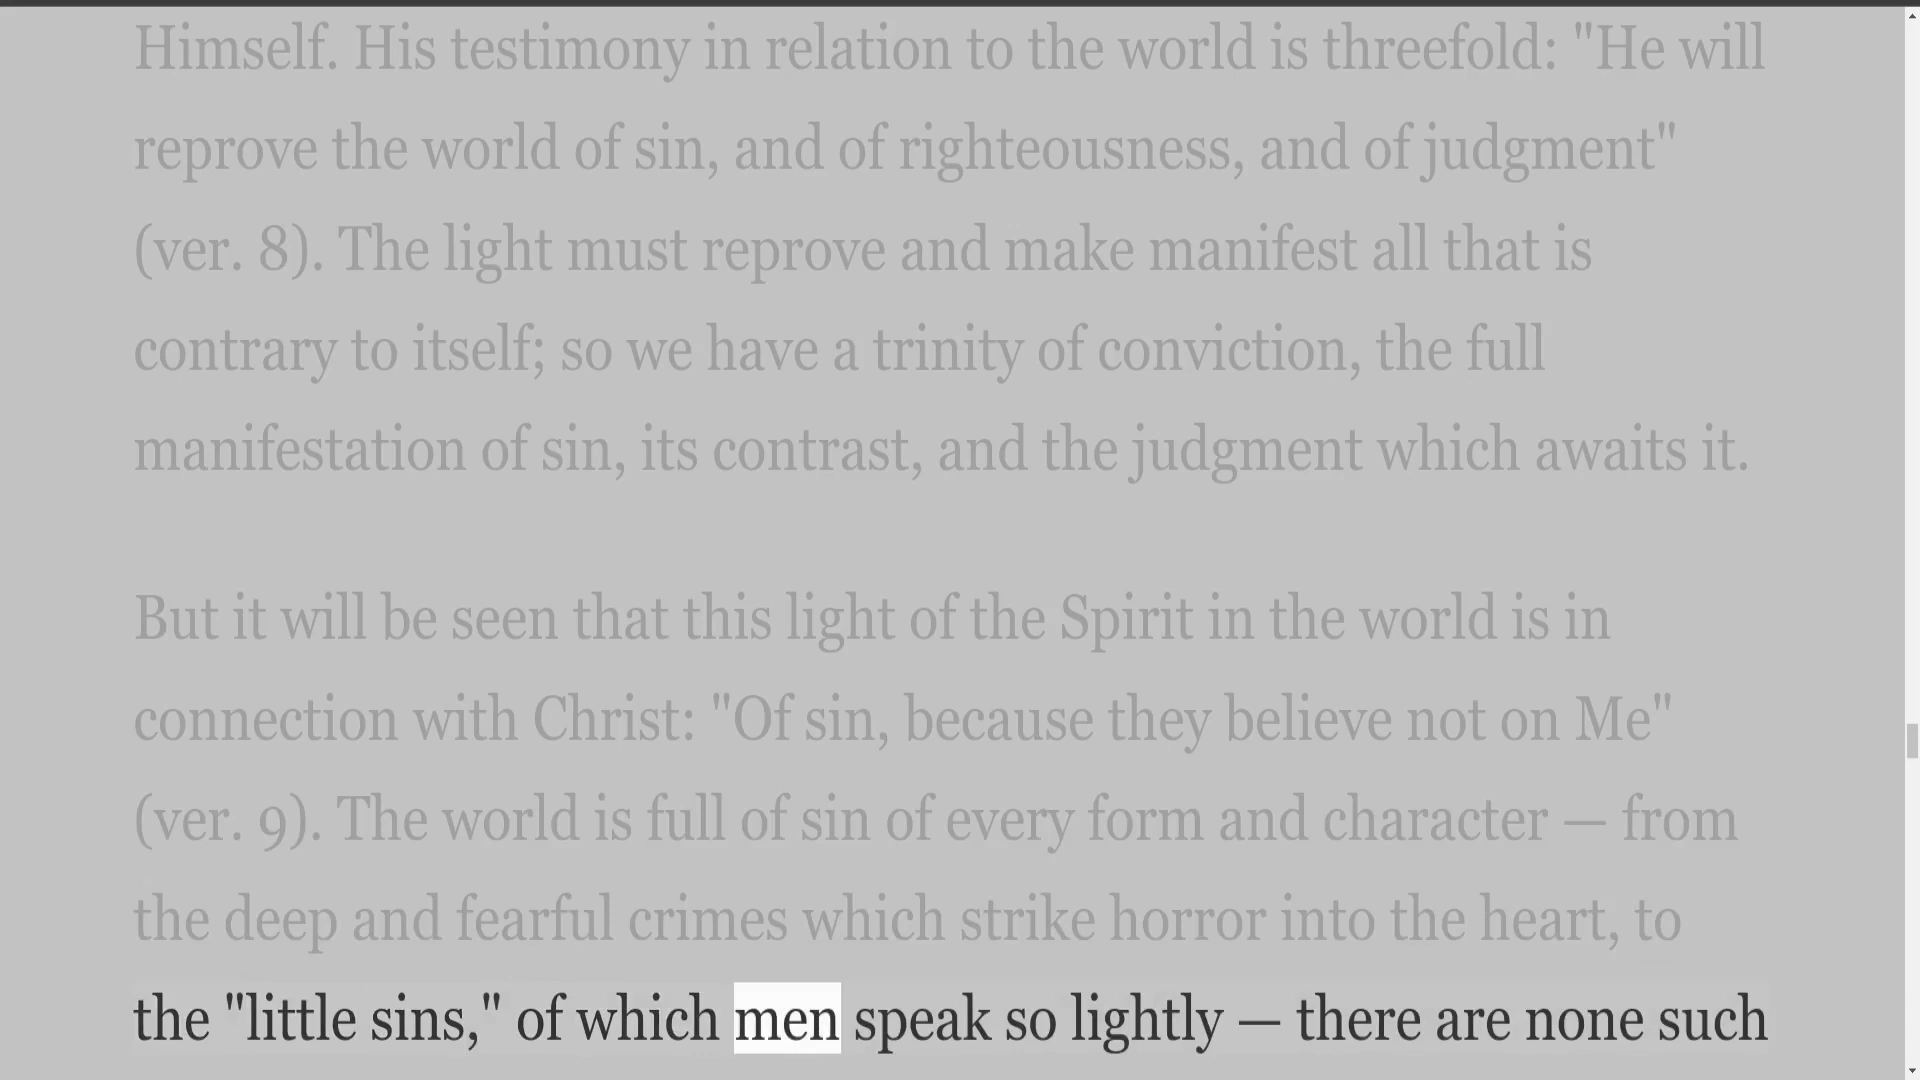 Himself. His testimony in relation to the world is threefold: "He will
reprove the world of sin, and of righteousness, and of judgment"
(ver. 8). The light must reprove and make manifest all that is
contrary to itself; so we have a trinity of conviction, the full
manifestation of sin, its contrast, and the judgment which awaits it.
But it will be seen that this light of the Spirit in the world is in
connection with Christ: "Of sin, because they believe not on Me"
(ver. 9). The world is full of sin of every form and character — from
the deep and fearful crimes which strike horror into the heart, to
the "little sins," of which men speak so lightly — there are none such